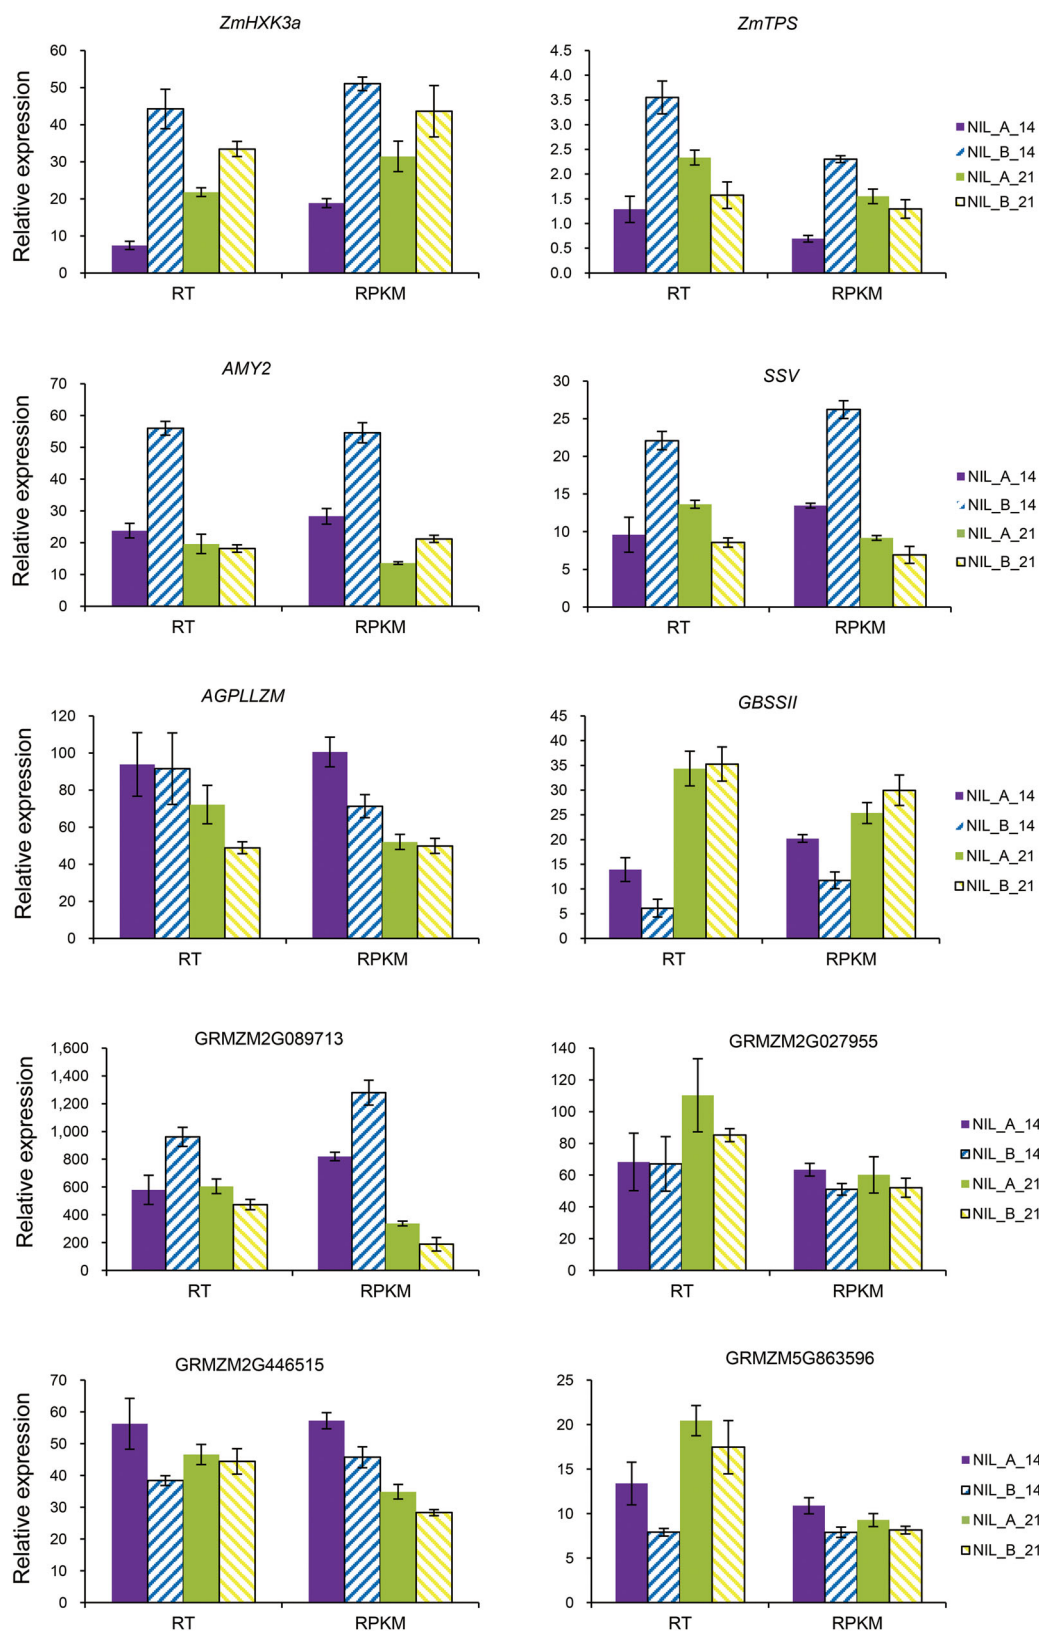 ZmHXK3a
Relative expression
60
50
40
30
20
10
0
RT
RPKM
ZmTPS
4.5
4.0
3.5
3.0
2.5
2.0
1.5
1.0
0.5
0.0
RT
RPKM
NIL_A_14
NIL_B_14
NIL_A_21
NIL_B_21
AMY2
Relative expression
70
60
50
40
30
20
10
0
RT
RPKM
SSV
30
25
20
15
10
5
0
RT
RPKM
NIL_A_14
NIL_B_14
NIL_A_21
NIL_B_21
AGPLLZM
Relative expression
120
100
80
60
40
20
0
RT
RPKM
GBSSII
45
40
35
30
25
20
15
10
5
0
RT
RPKM
NIL_A_14
NIL_B_14
NIL_A_21
NIL_B_21
GRMZM2G089713
Relative expression
1,600
1,400
1,200
1,000
800
600
400
200
0
RT
RPKM
GRMZM2G027955
140
120
100
80
60
40
20
0
RT
RPKM
NIL_A_14
NIL_B_14
NIL_A_21
NIL_B_21
GRMZM2G446515
Relative expression
70
60
50
40
30
20
10
0
RT
RPKM
GRMZM5G863596
25
20
15
10
5
0
RT
RPKM
NIL_A_14
NIL_B_14
NIL_A_21
NIL_B_21